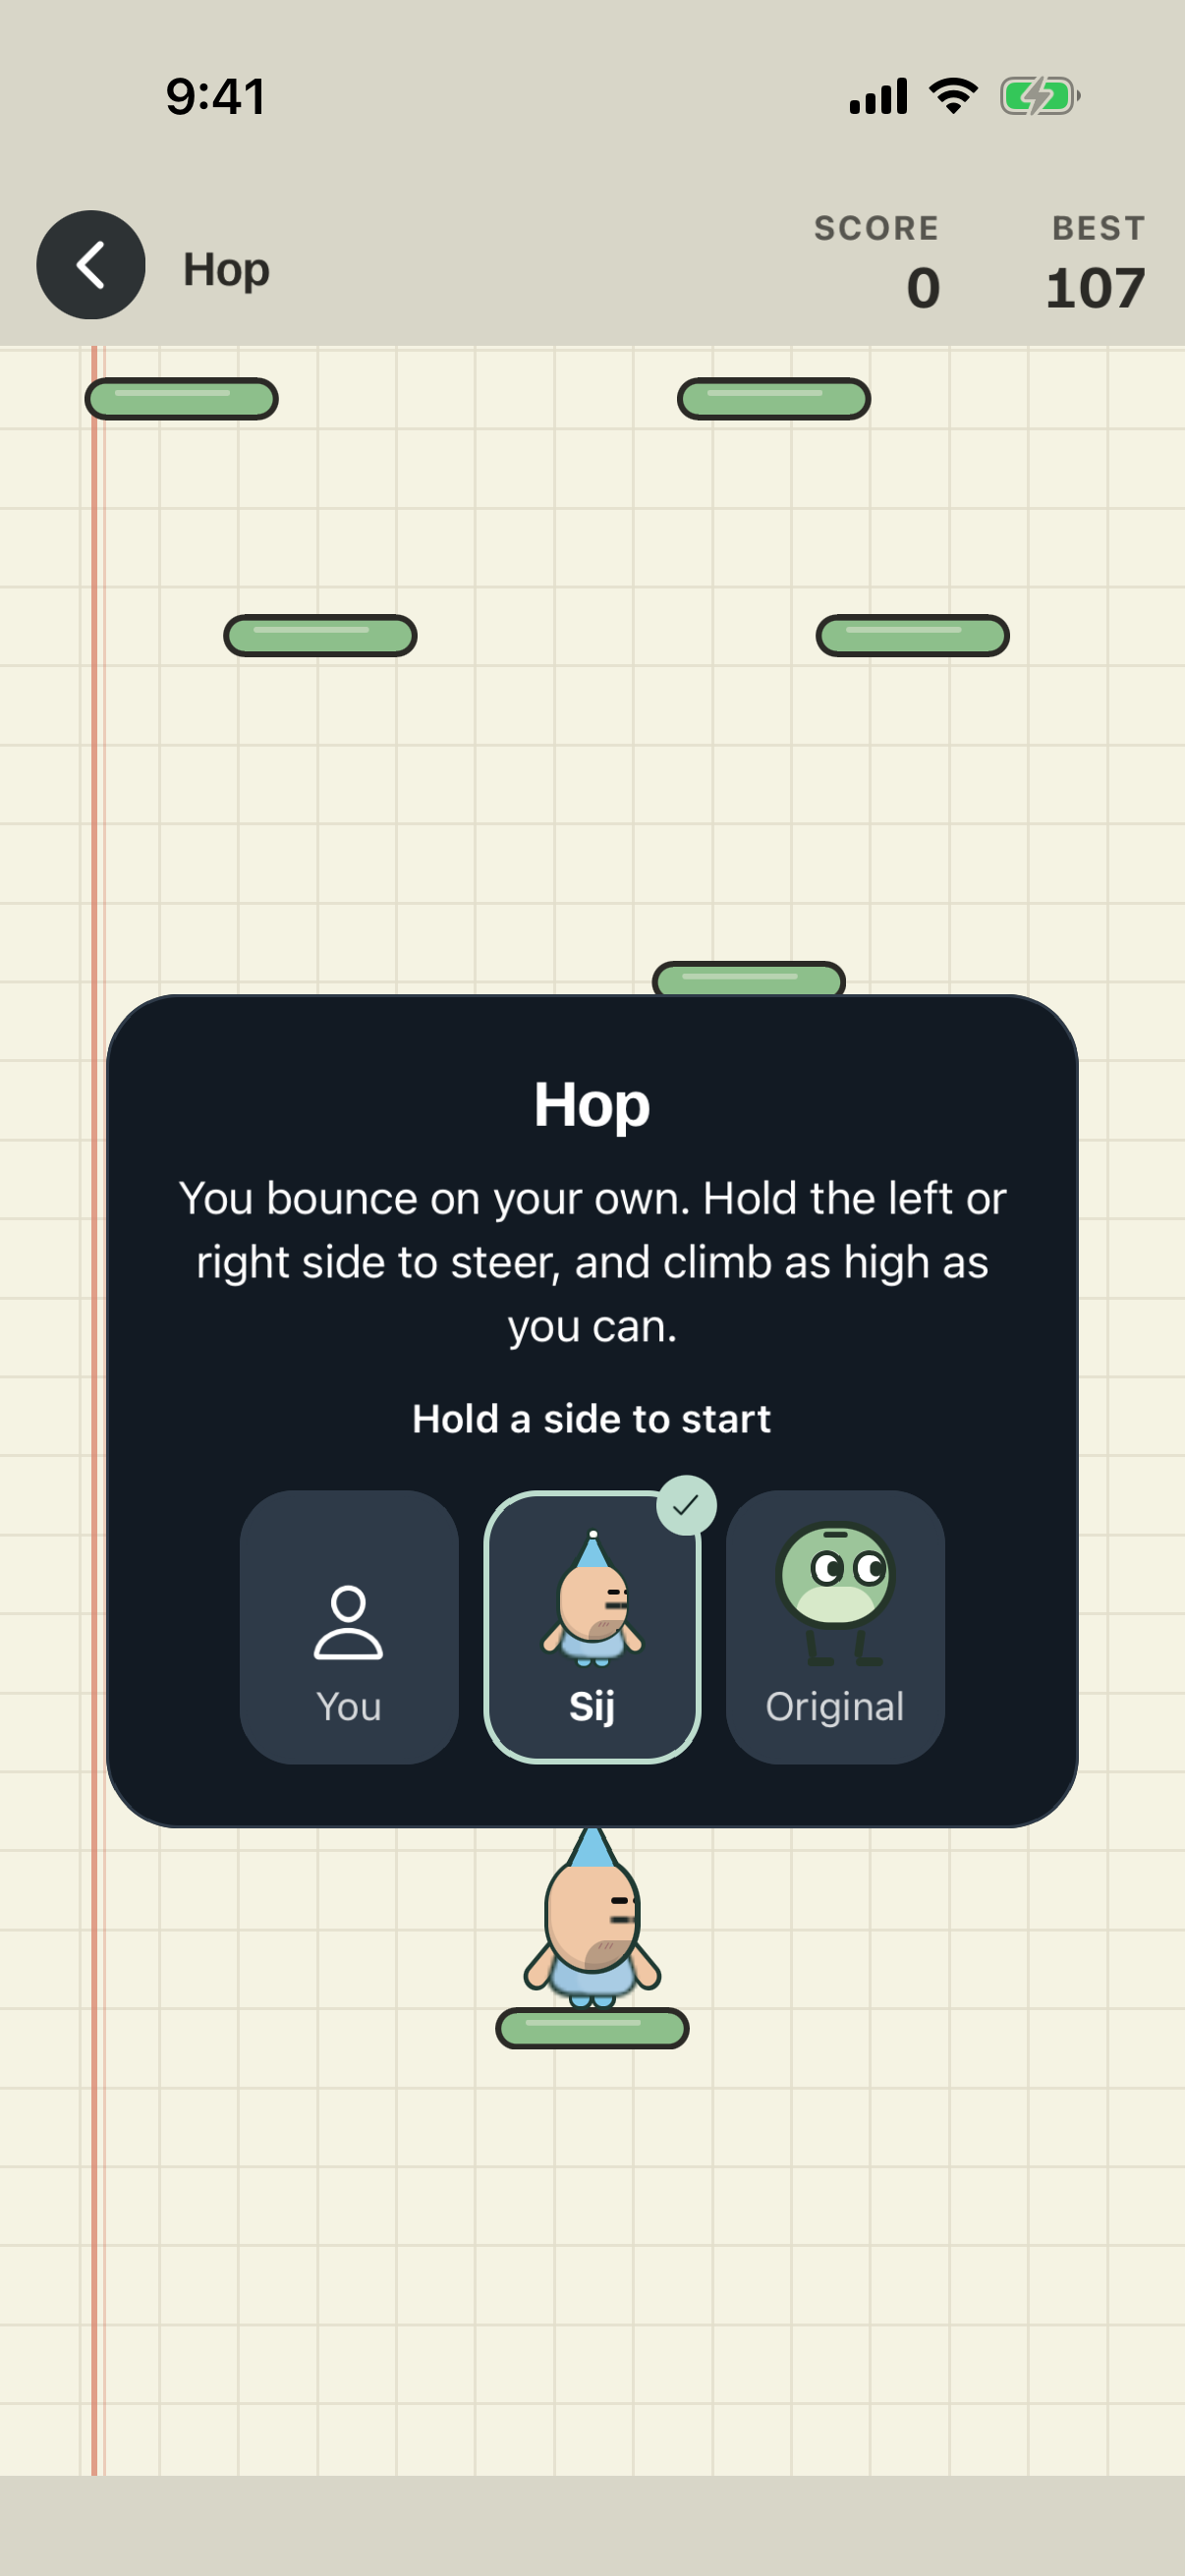 9:41
Hop
SCORE
0
BEST
107
Hop
You bounce on your own. Hold the left or
right side to steer, and climb as high as
you can.
Hold a side to start
You
Sij
Original